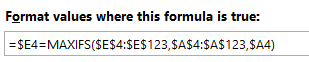 Format values where this formula is true:
=$E4=MAXIFS($E$4:$E$123,$A$4:$A$123,$A4)